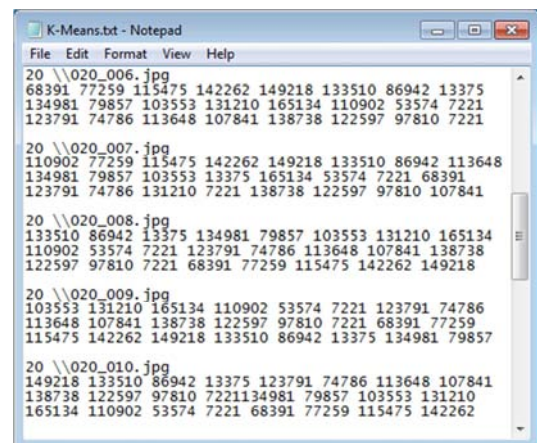 K-Means.txt - Notepad
File Edit Format View Help
20 \\020_006.jpg
68391 77259 115475 142262 149218 133510 86942 13375
134981 79857 103553 131210 165134 110902 53574 7221
123791 74786 113648 107841 138738 122597 97810 7221
20 \\020_007.jpg
110902 77259 115475 142262 149218 133510 86942 113648
134981 79857 103553 13375 165134 53574 7221 68391
123791 74786 131210 7221 138738 122597 97810 107841
20 \\020_008.jpg
133510 86942 13375 134981 79857 103553 131210 165134
110902 53574 7221 123791 74786 113648 107841 138738
122597 97810 7221 68391 77259 115475 142262 149218
20 \\020_009.jpg
103553 131210 165134 110902 53574 7221 123791 74786
113648 107841 138738 122597 97810 7221 68391 77259
115475 142262 149218 133510 86942 13375 134981 79857
20 \\020_010.jpg
149218 133510 86942 13375 123791 74786 113648 107841
138738 122597 97810 7221134981 79857 103553 131210
165134 110902 53574 7221 68391 77259 115475 142262